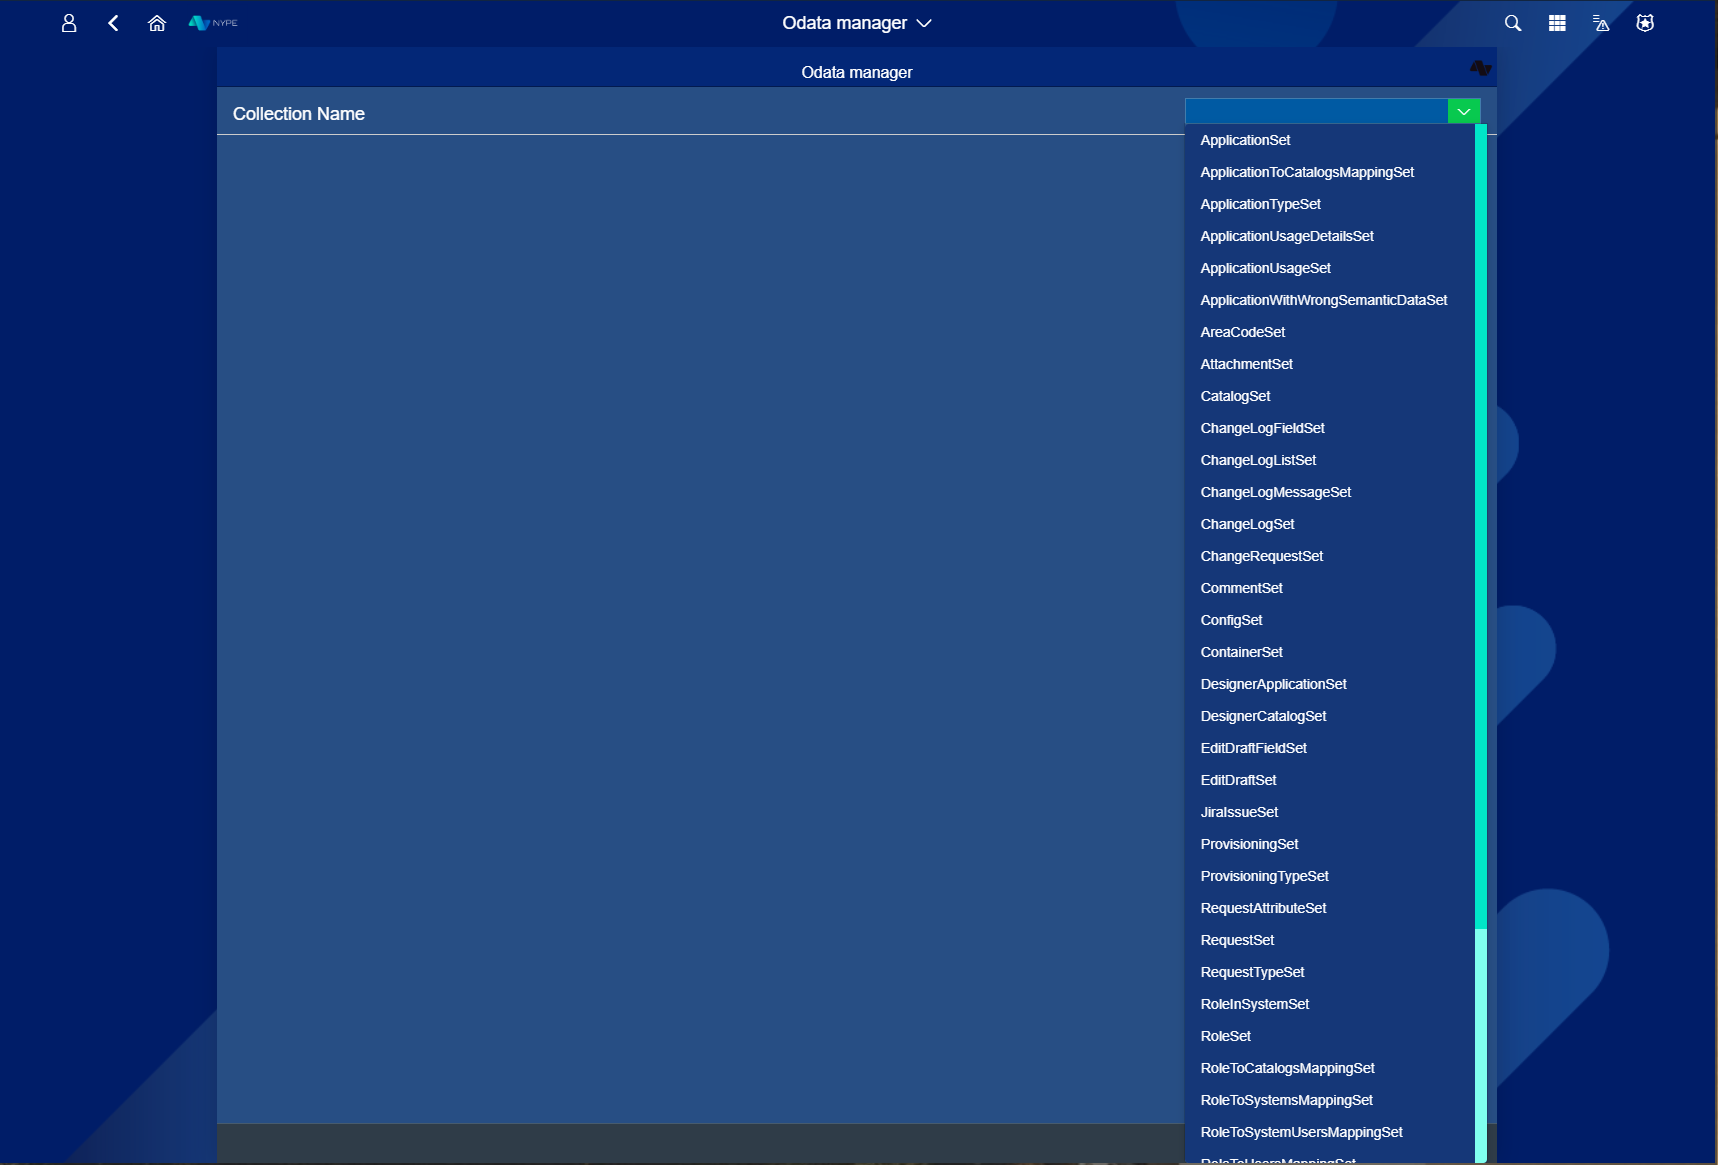 NYPE
Odata manager
Odata manager
Collection Name
ApplicationSet
ApplicationToCatalogsMappingSet
ApplicationTypeSet
ApplicationUsageDetailsSet
ApplicationUsageSet
ApplicationWithWrongSemanticDataSet
AreaCodeSet
AttachmentSet
CatalogSet
ChangeLogFieldSet
ChangeLogListSet
ChangeLogMessageSet
ChangeLogSet
ChangeRequestSet
CommentSet
ConfigSet
ContainerSet
DesignerApplicationSet
DesignerCatalogSet
EditDraftFieldSet
EditDraftSet
JiraIssueSet
ProvisioningSet
ProvisioningTypeSet
RequestAttributeSet
RequestSet
RequestTypeSet
RoleInSystemSet
RoleSet
RoleToCatalogsMappingSet
RoleToSystemsMappingSet
RoleToSystemUsersMappingSet
RoleToUsersMappingSet